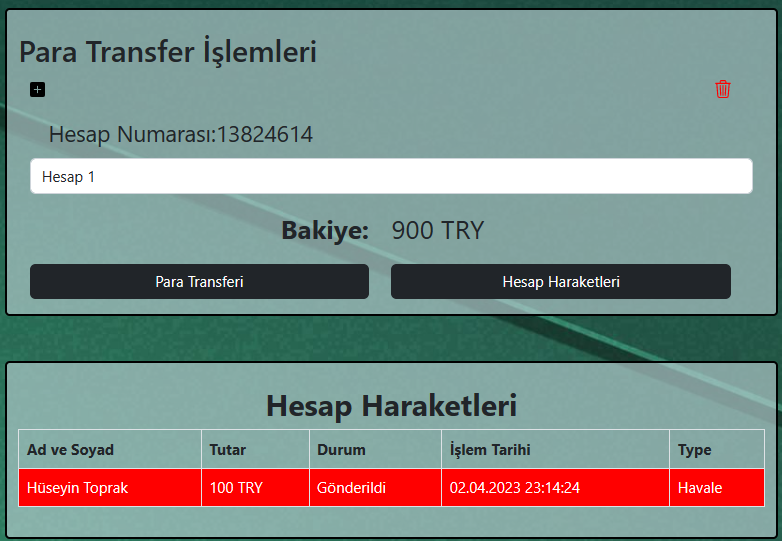 Para Transfer İşlemleri
Hesap Numarası:13824614
Hesap 1
Bakiye: 900 TRY
Para Transferi Hesap Haraketleri
Hesap Haraketleri
Ad ve Soyad Tutar Durum İşlem Tarihi Type
Hüseyin Toprak 100 TRY Gönderildi 02.04.2023 23:14:24 Havale